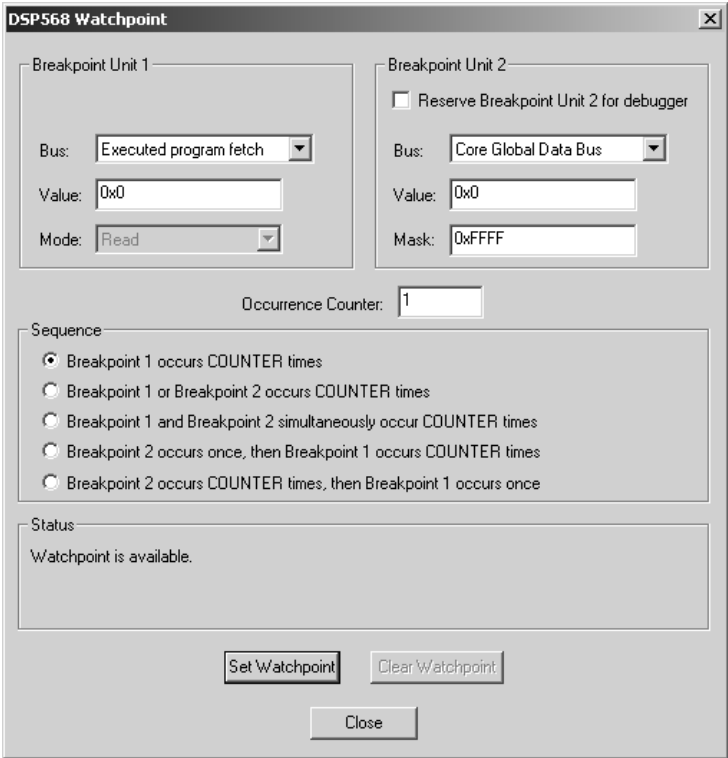 DSP568 Watchpoint
Breakpoint Unit 1
Bus: Executed program fetch
Value: 0x0
Mode: Read
Breakpoint Unit 2
Reserve Breakpoint Unit 2 for debugger
Bus: Core Global Data Bus
Value: 0x0
Mask: 0xFFFF
Occurrence Counter: 1
Sequence
Breakpoint 1 occurs COUNTER times
Breakpoint 1 or Breakpoint 2 occurs COUNTER times
Breakpoint 1 and Breakpoint 2 simultaneously occur COUNTER times
Breakpoint 2 occurs once, then Breakpoint 1 occurs COUNTER times
Breakpoint 2 occurs COUNTER times, then Breakpoint 1 occurs once
Status
Watchpoint is available.
Set Watchpoint
Clear Watchpoint
Close